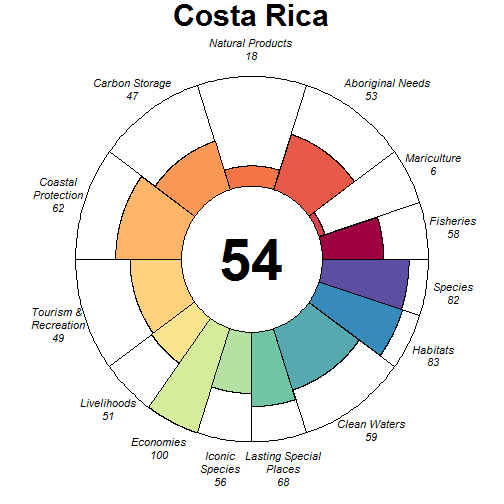 Costa Rica
Natural Products
18
Carbon Storage
47
Aboriginal Needs
53
Mariculture
6
Coastal
Protection
62
Fisheries
58
54
Species
82
Tourism &
Recreation
49
Habitats
83
Livelihoods
51
Clean Waters
59
Economies
100
Iconic
Species
56
Lasting Special
Places
68